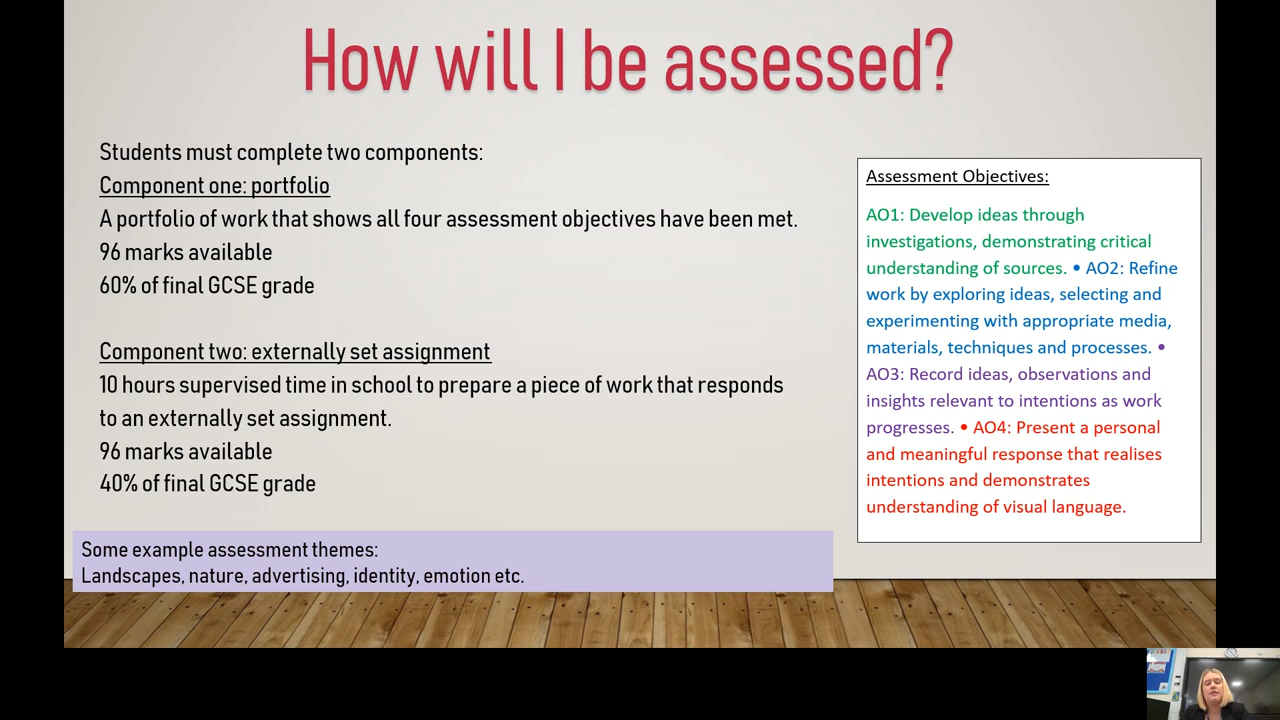 How will I be assessed?
Students must complete two components:
Component one: portfolio
A portfolio of work that shows all four assessment objectives have been met.
96 marks available
60% of final GCSE grade
Component two: externally set assignment
10 hours supervised time in school to prepare a piece of work that responds
to an externally set assignment.
96 marks available
40% of final GCSE grade
Some example assessment themes:
Landscapes, nature, advertising, identity, emotion etc.
Assessment Objectives:
AO1: Develop ideas through
investigations, demonstrating critical
understanding of sources. • AO2: Refine
work by exploring ideas, selecting and
experimenting with appropriate media,
materials, techniques and processes. •
AO3: Record ideas, observations and
insights relevant to intentions as work
progresses. • AO4: Present a personal
and meaningful response that realises
intentions and demonstrates
understanding of visual language.